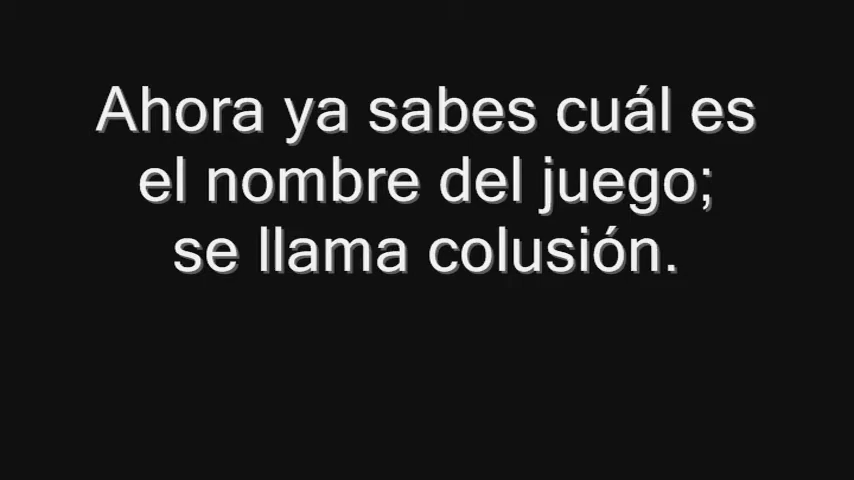 Ahora ya sabes cuál es
el nombre del juego;
se llama colusión.